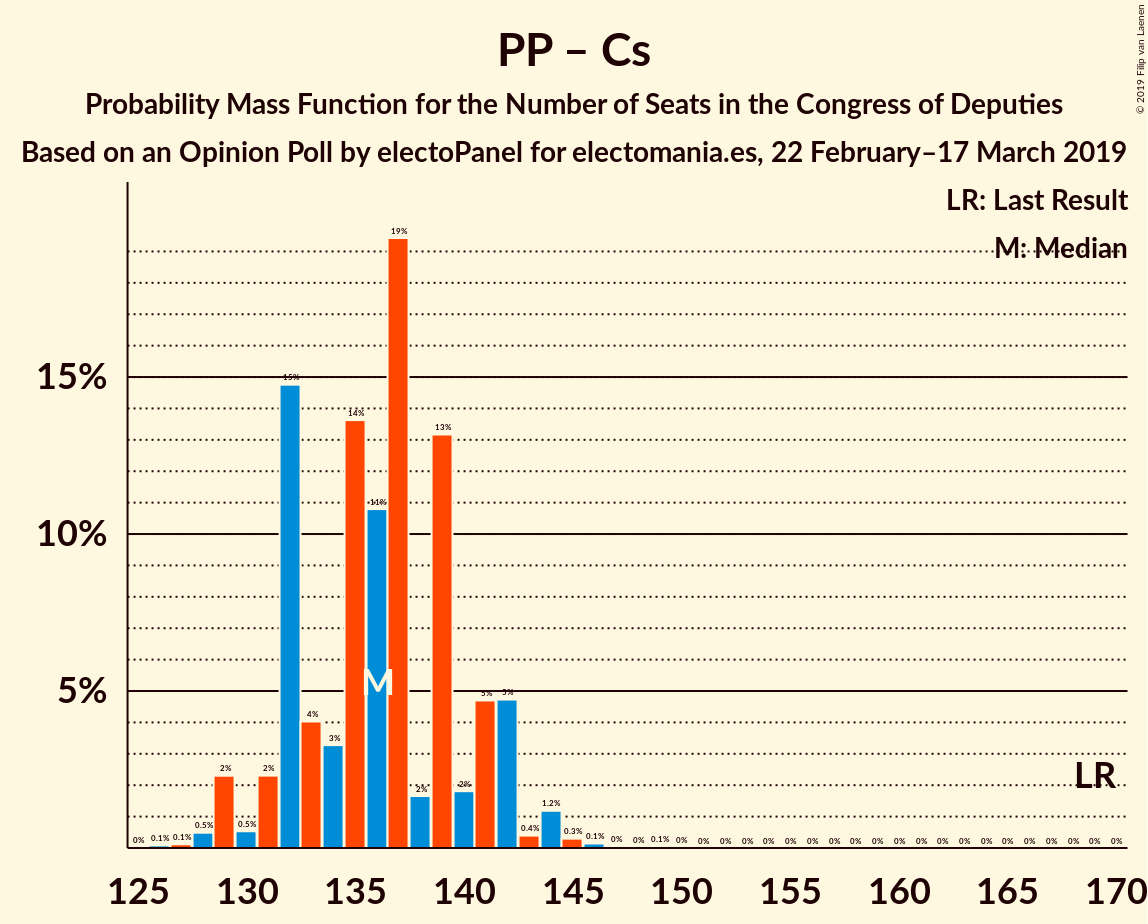 PP – Cs
Probability Mass Function for the Number of Seats in the Congress of Deputies
Based on an Opinion Poll by electoPanel for electomania.es, 22 February–17 March 2019
© 2019 Filip van Laenen
LR: Last Result
M: Median
15%
10%
5%
0% 0.1% 0.1% 0.5% 2% 0.5% 2% 15% 4% 3% 14% 11% 19% 2% 13% 2% 5% 5% 0.4% 1.2% 0.3% 0.1% 0% 0% 0.1% 0% 0% 0% 0% 0% 0% 0% 0% 0% 0% 0% 0% 0% 0% 0% 0% 0% 0% 0% 0% 0%
M
LR
125 130 135 140 145 150 155 160 165 170